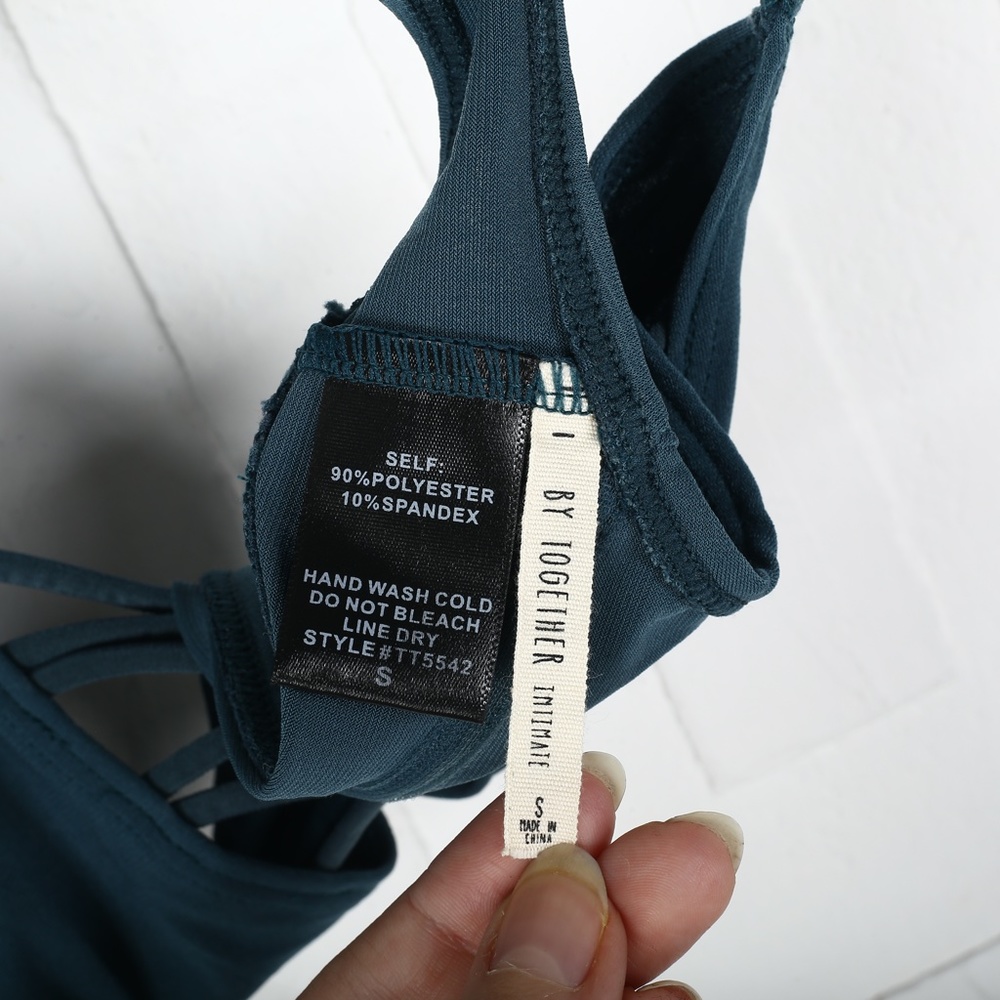 SELF:
90%POLYESTER
10%SPANDEX
HAND WASH COLD
DO NOT BLEACH
LINE DRY
STYLE#TT5542
S
BY TOGETHER INTIMATE
S
MADE IN
CHINA